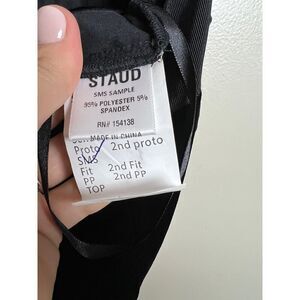 STAUD
SMS SAMPLE
95% POLYESTER 5%
SPANDEX
RN# 154138
MADE IN CHINA
Proto 2nd proto
SMS
Fit 2nd Fit
PP 2nd PP
TOP